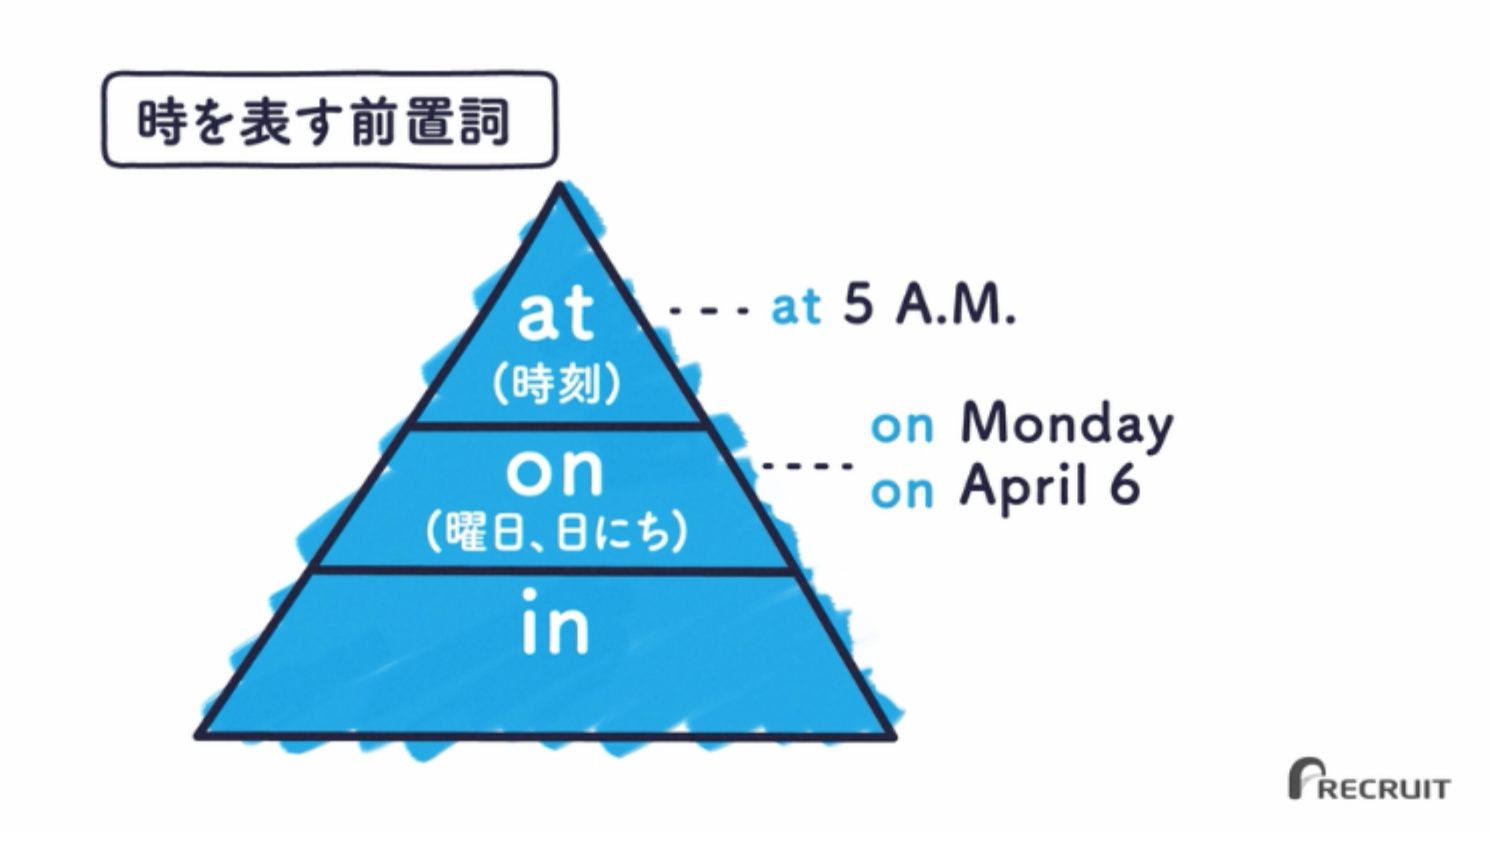 時を表す前置詞
at
(時刻)
at 5 A.M.
on
(曜日、日にち)
on Monday
on April 6
in
RECRUIT